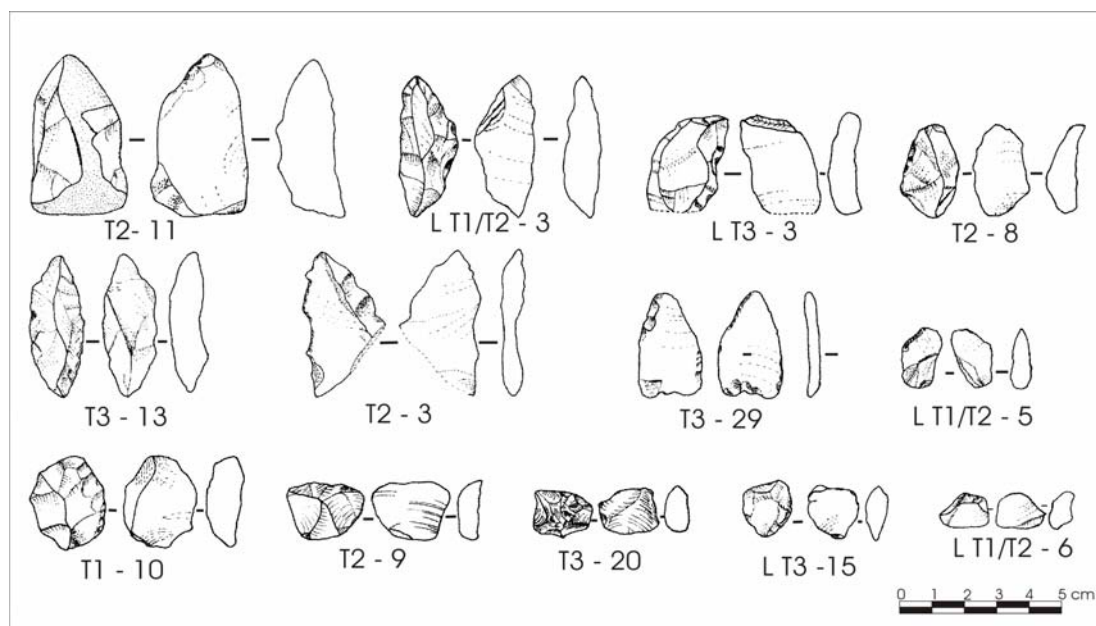 T2- 11
L T1/T2 - 3
L T3 - 3
T2 - 8
T3 - 13
T2 - 3
T3 - 29
L T1/T2 - 5
T1 - 10
T2 - 9
T3 - 20
L T3 -15
L T1/T2 - 6
0 1 2 3 4 5 cm